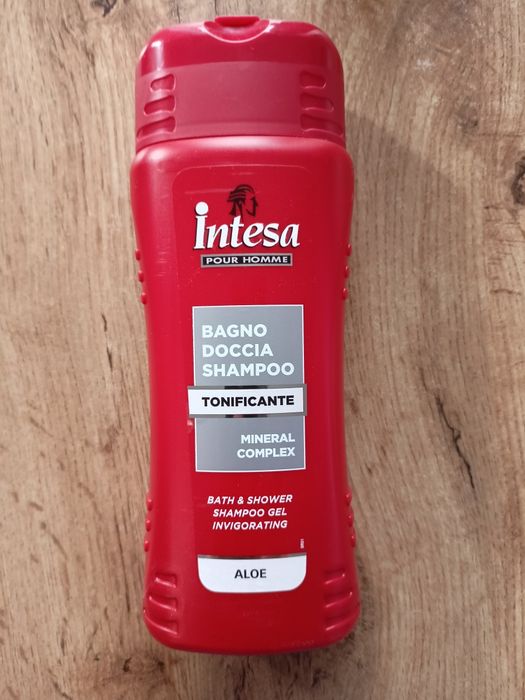 intesa
POUR HOMME
BAGNO
DOCCIA
SHAMPOO
TONIFICANTE
MINERAL
COMPLEX
BATH & SHOWER
SHAMPOO GEL
INVIGORATING
ALOE